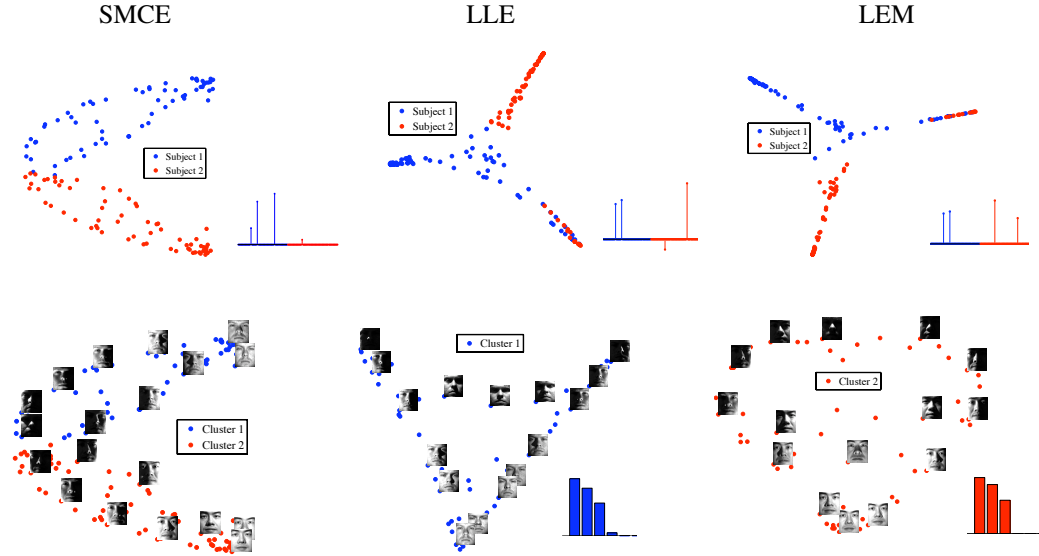 SMCE LLE LEM
Subject 1
Subject 2
Subject 1
Subject 2
Subject 1
Subject 2
Cluster 1
Cluster 2
Cluster 1
Cluster 2